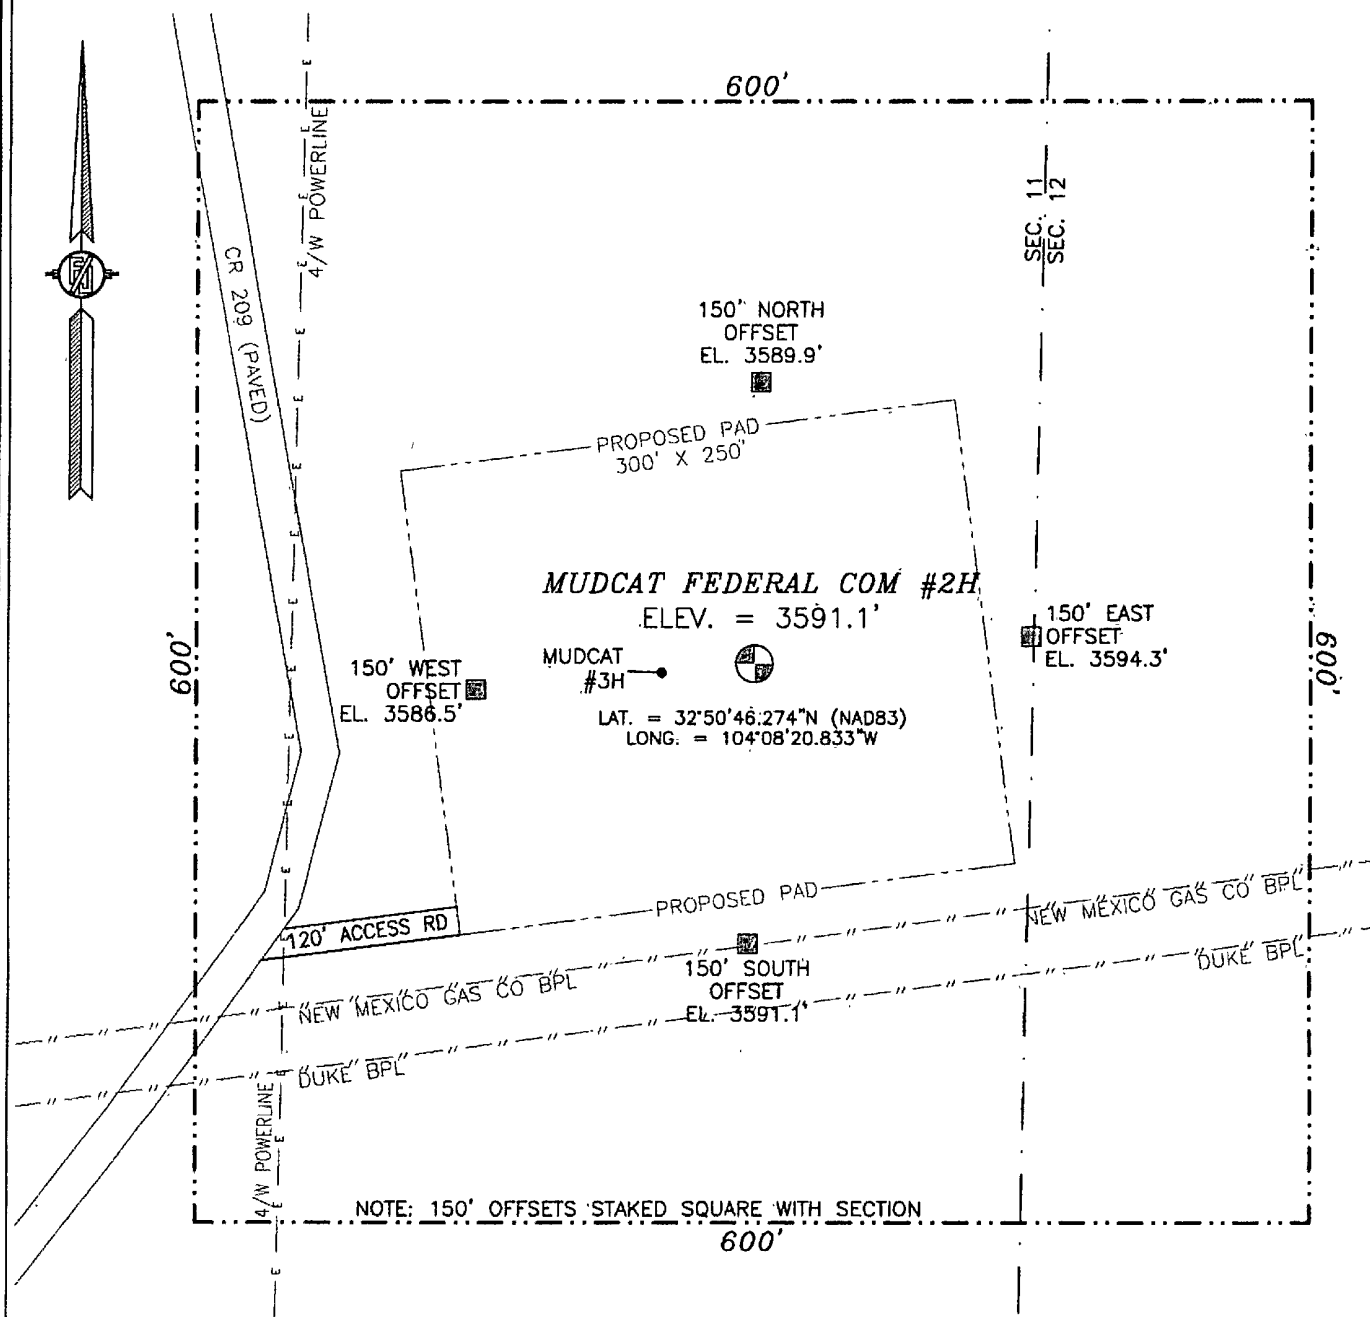 600'
4/W POWERLINE
SEC. 11
SEC. 12
CR 209 (PAVED)
150' NORTH
OFFSET
EL. 3589.9'
PROPOSED PAD
300' X 250'
MUDCAT FEDERAL COM #2H
ELEV. = 3591.1'
600'
150' WEST
OFFSET
EL. 3586.5'
MUDCAT
#3H
150' EAST
OFFSET
EL. 3594.3'
600'
LAT. = 32°50'46.274"N (NAD83)
LONG. = 104°08'20.833"W
PROPOSED PAD
NEW MEXICO GAS CO BPL
120' ACCESS RD
DUKE BPL
150' SOUTH
OFFSET
EL. 3591.1'
NEW MEXICO GAS CO BPL
DUKE BPL
4/W POWERLINE
NOTE: 150' OFFSETS STAKED SQUARE WITH SECTION
600'